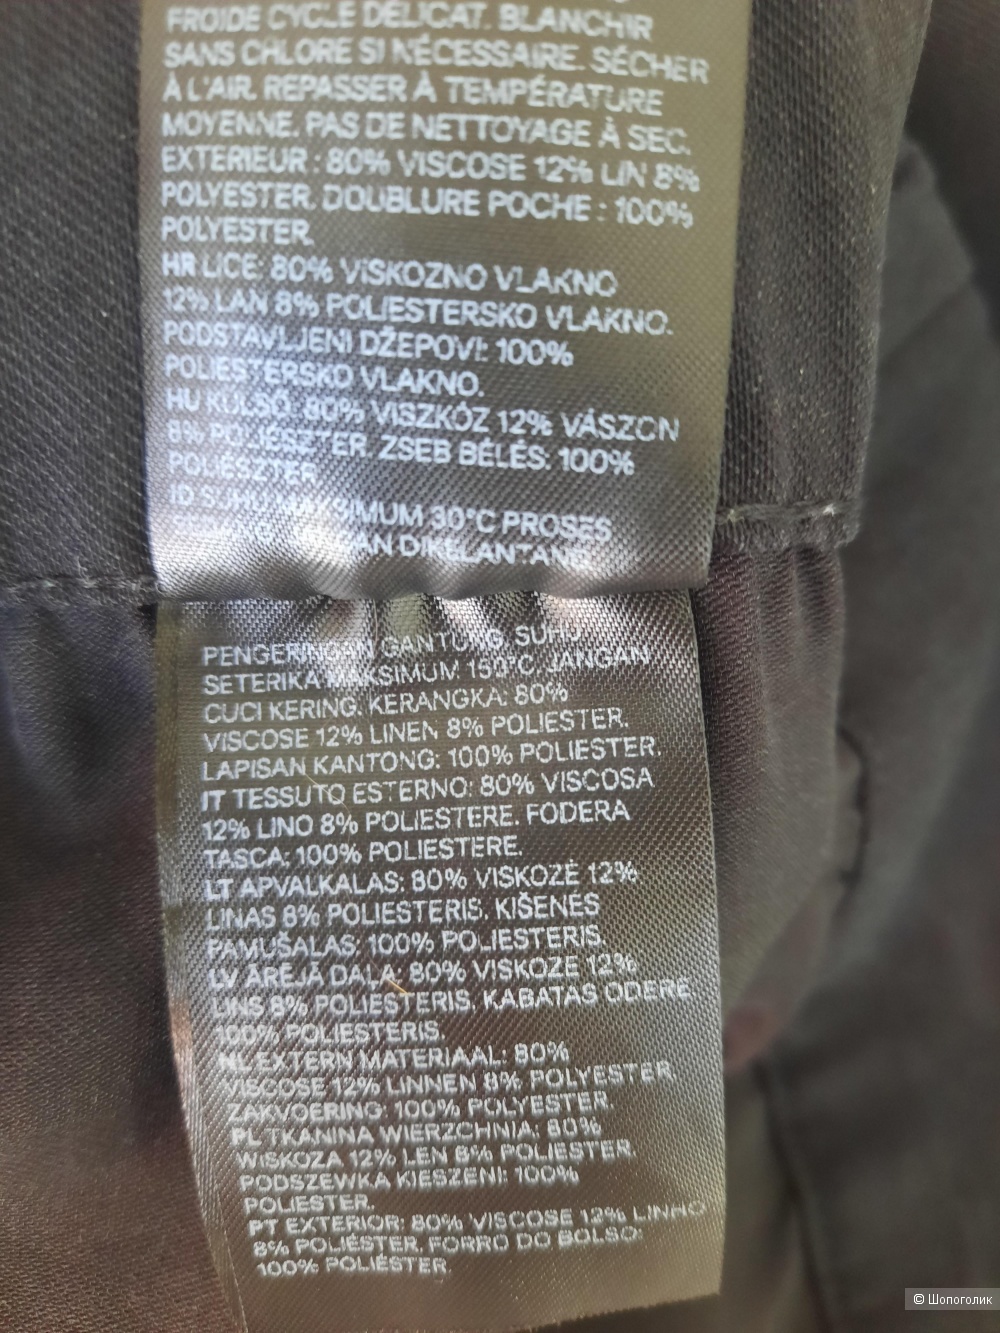 FROIDE CYCLE DÉLICAT. BLANCHIR
SANS CHLORE SI NÉCESSAIRE. SÉCHER
À L'AIR. REPASSER À TEMPÉRATURE
MOYENNE. PAS DE NETTOYAGE À SEC.
EXTERIEUR : 80% VISCOSE 12% LIN 8%
POLYESTER. DOUBLURE POCHE : 100%
POLYESTER.
HR LICE: 80% VISKOZNO VLAKNO
12% LAN 8% POLIESTERSKO VLAKNO.
PODSTAVLJENI DŽEPOVI: 100%
POLIESTERSKO VLAKNO.
HU KÜLSŐ: 80% VISZKÓZ 12% VÁSZON
8% POLIÉSZTER. ZSEB BÉLÉS: 100%
POLIÉSZTER.
ID SUHU MAKSIMUM 30°C PROSES
DIKELANTANG
PENGERINGAN GANTUNG. SUHU
SETERIKA MAKSIMUM 150°C. JANGAN
CUCI KERING. KERANGKA: 80%
VISCOSE 12% LINEN 8% POLIESTER.
LAPISAN KANTONG: 100% POLIESTER.
IT TESSUTO ESTERNO: 80% VISCOSA
12% LINO 8% POLIESTERE. FODERA
TASCA: 100% POLIESTERE.
LT APVALKALAS: 80% VISKOZĖ 12%
LINAS 8% POLIESTERIS. KIŠENĖS
PAMUŠALAS: 100% POLIESTERIS.
LV ĀRĒJĀ DAĻA: 80% VISKOZE 12%
LINS 8% POLIESTERIS. KABATAS ODERE
100% POLIESTERIS.
NL EXTERN MATERIAAL: 80%
VISCOSE 12% LINNEN 8% POLYESTER
ZAKVOERING: 100% POLYESTER.
PL TKANINA WIERZCHNIA: 80%
WISKOZA 12% LEN 8% POLIESTER
PODSZEWKA KIESZENI: 100%
POLIESTER.
PT EXTERIOR: 80% VISCOSE 12% LINHO
8% POLIÉSTER. FORRO DO BOLSO:
100% POLIÉSTER.
© Шопоголик